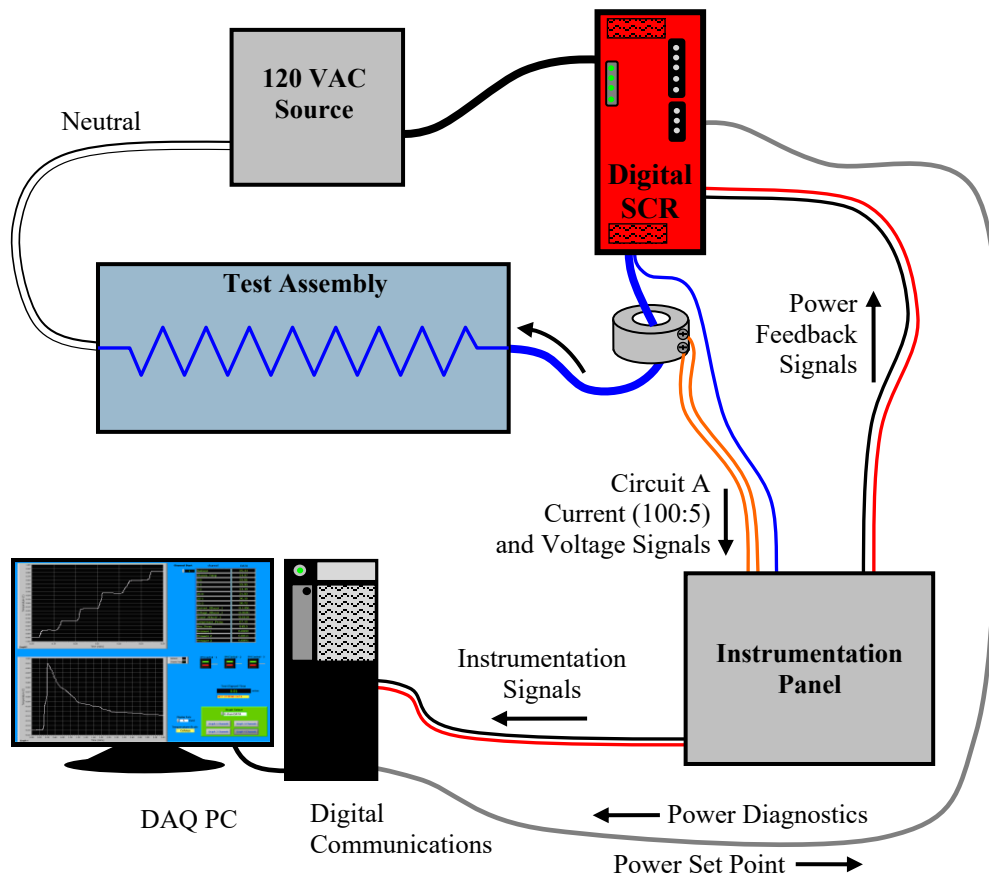 120 VAC
Source
Neutral
Digital
SCR
Test Assembly
Power
Feedback
Signals
Circuit A
Current (100:5)
and Voltage Signals
Instrumentation
Panel
Instrumentation
Signals
DAQ PC
Digital
Communications
Power Diagnostics
Power Set Point